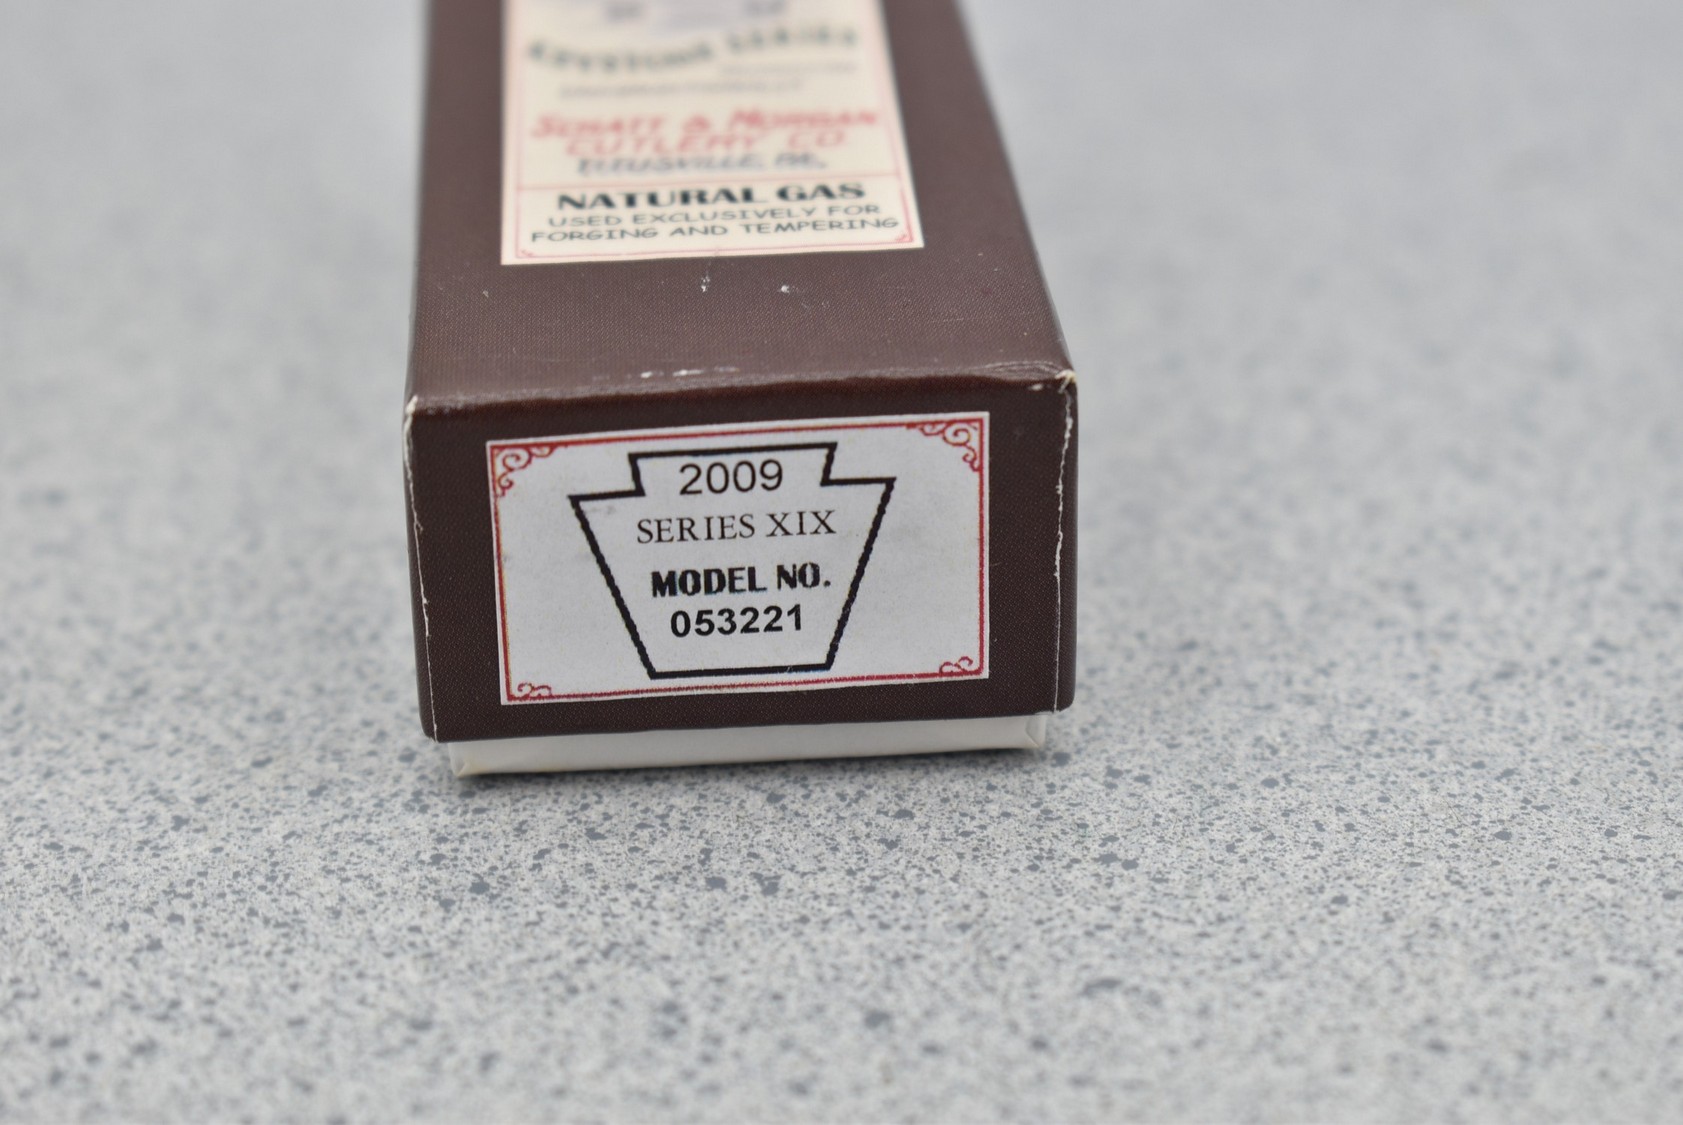 KEYSTONE SERIES
SCHATT & MORGAN
CUTLERY CO.
TITUSVILLE, PA.
NATURAL GAS
USED EXCLUSIVELY FOR
FORGING AND TEMPERING
2009
SERIES XIX
MODEL NO.
053221